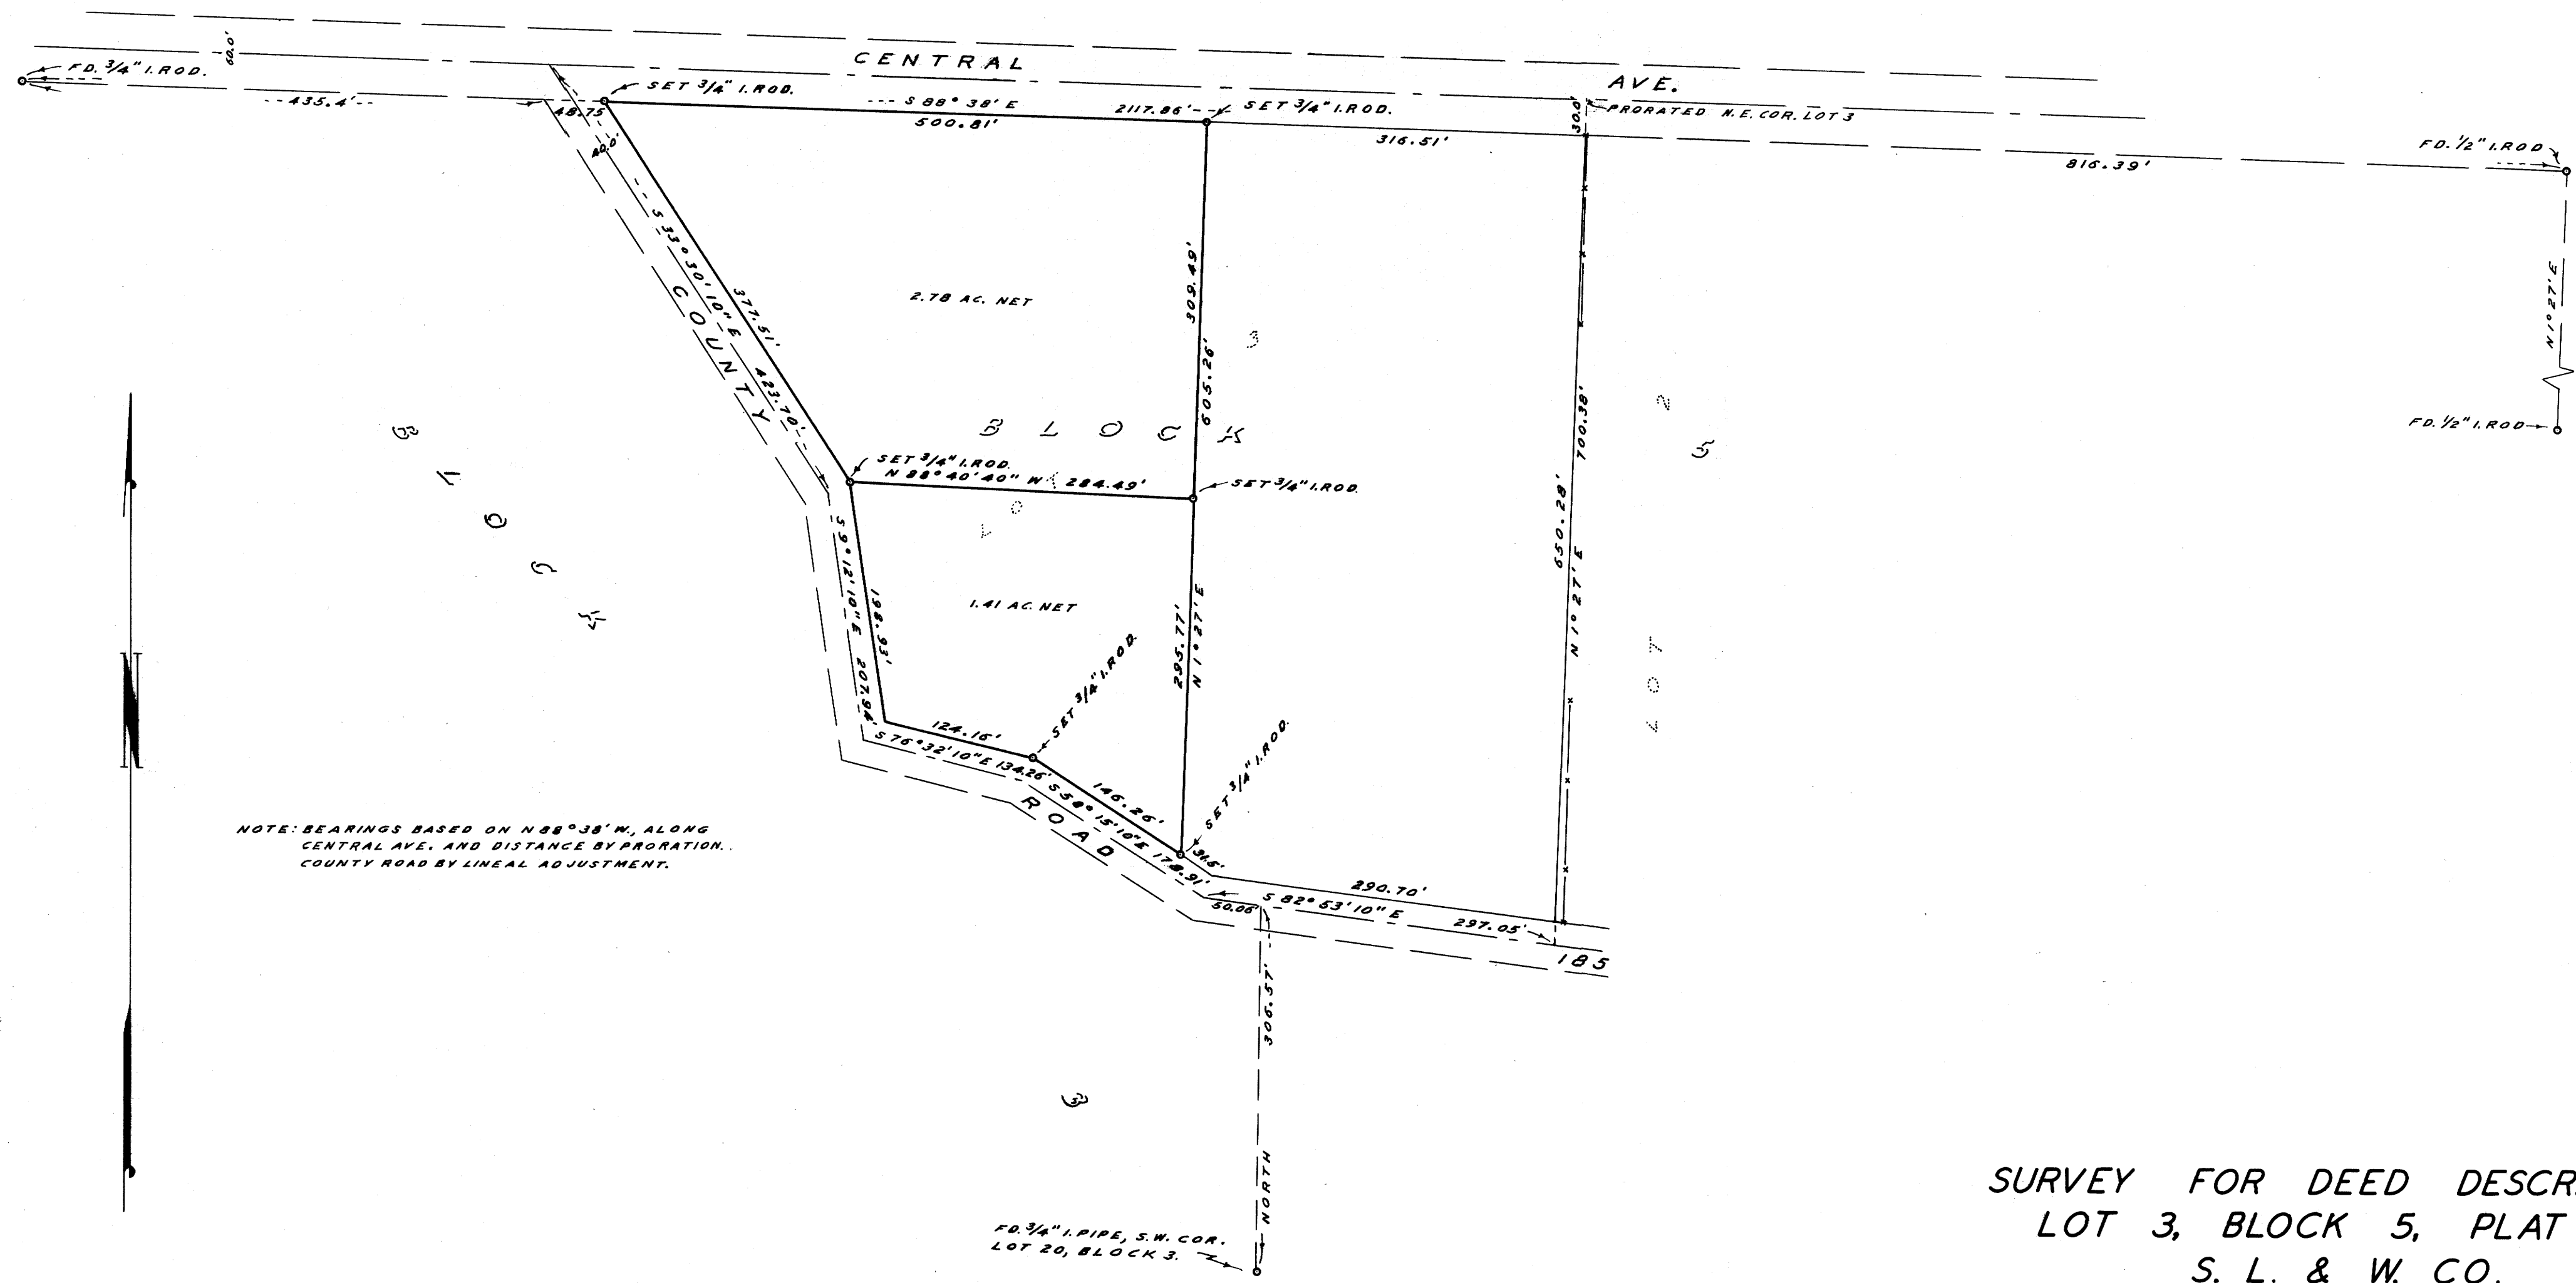 60.0'
CENTRAL AVE.
FD. 3/4" I. ROD.
--435.4'--
48.75
SET 3/4" I. ROD.
--- S 88° 38' E
2117.86'---
500.81'
SET 3/4" I. ROD.
316.51'
30.0'
PRORATED N.E. COR. LOT 3
816.39'
FD. 1/2" I. ROD
N 1° 27' E
FD. 1/2" I. ROD
40.0'
S 33° 30' 10" E
423.70'
377.51'
COUNTY
2.78 AC. NET
309.49'
605.26'
3
2
5
700.38'
650.28'
N 1° 27' E
BLOCK
BLOCK
SET 3/4" I. ROD.
N 88° 40' 40" W
284.49'
SET 3/4" I. ROD.
LOT
S 9° 12' 10" E 207.94'
198.93'
1.41 AC. NET
295.77'
N 1° 27' E
SET 3/4" I. ROD.
124.16'
S 76° 32' 10" E 134.26'
146.26'
S 58° 15' 10" E 178.91'
SET 3/4" I. ROD.
31.5'
ROAD
290.70'
S 82° 53' 10" E
50.06'
297.05'
185
306.57'
NORTH
3
N
NOTE: BEARINGS BASED ON N 88° 38' W., ALONG
CENTRAL AVE. AND DISTANCE BY PRORATION.
COUNTY ROAD BY LINEAL ADJUSTMENT.
FD. 3/4" I. PIPE, S.W. COR.
LOT 20, BLOCK 3.
SURVEY FOR DEED DESCR
LOT 3, BLOCK 5, PLAT
S. L. & W. CO.